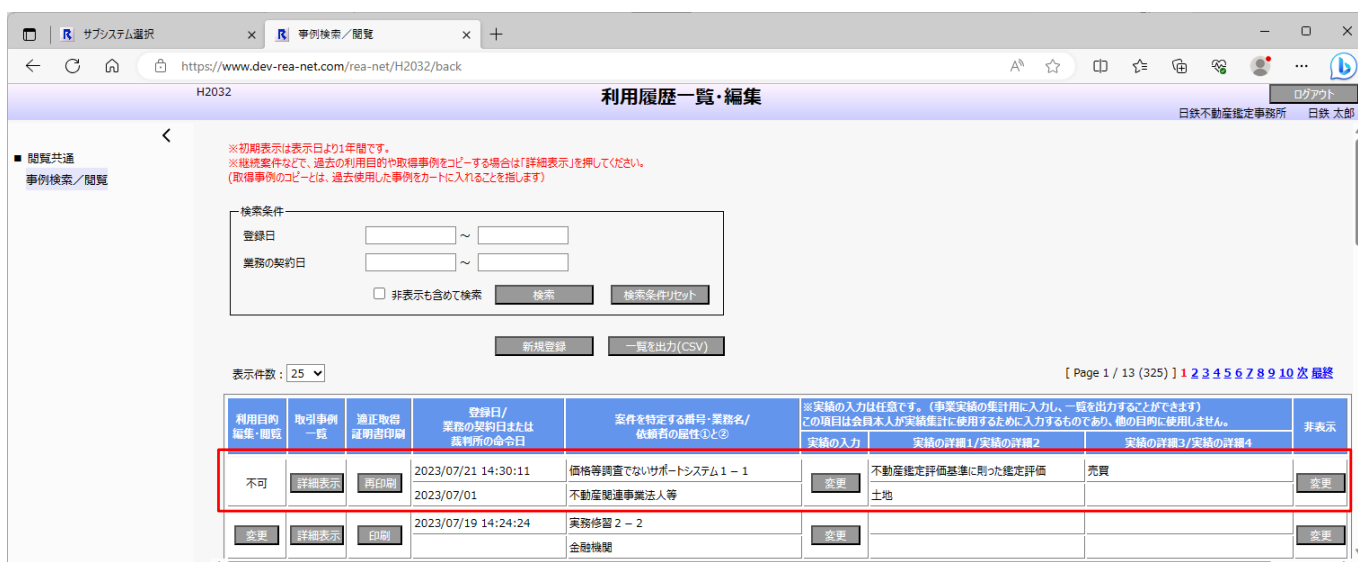 サブシステム選択
事例検索／閲覧
https://www.dev-rea-net.com/rea-net/H2032/back
H2032
利用履歴一覧･編集
ログアウト
日鉄不動産鑑定事務所 日鉄 太郎
■ 閲覧共通
事例検索／閲覧
※初期表示は表示日より1年間です。
※継続案件などで、過去の利用目的や取得事例をコピーする場合は「詳細表示」を押してください。
(取得事例のコピーとは、過去使用した事例をカートに入れることを指します)
検索条件
登録日 ～
業務の契約日 ～
非表示も含めて検索 検索 検索条件リセット
新規登録 一覧を出力(CSV)
表示件数 : 25
[ Page 1 / 13 (325) ] 1 2 3 4 5 6 7 8 9 10 次 最終
利用目的
編集･閲覧
取引事例
一覧
適正取得
証明書印刷
登録日/
業務の契約日または
裁判所の命令日
案件を特定する番号･業務名/
依頼者の属性①と②
※実績の入力は任意です。（事業実績の集計用に入力し、一覧を出力することができます）
この項目は会員本人が実績集計に使用するために入力するものであり、他の目的に使用しません。
実績の入力 実績の詳細1/実績の詳細2 実績の詳細3/実績の詳細4
非表示
不可 詳細表示 再印刷 2023/07/21 14:30:11 価格等調査でないサポートシステム１－１ 変更 不動産鑑定評価基準に則った鑑定評価 売買 変更
2023/07/01 不動産関連事業法人等 土地
変更 詳細表示 印刷 2023/07/19 14:24:24 実務修習２－２ 変更 変更
金融機関